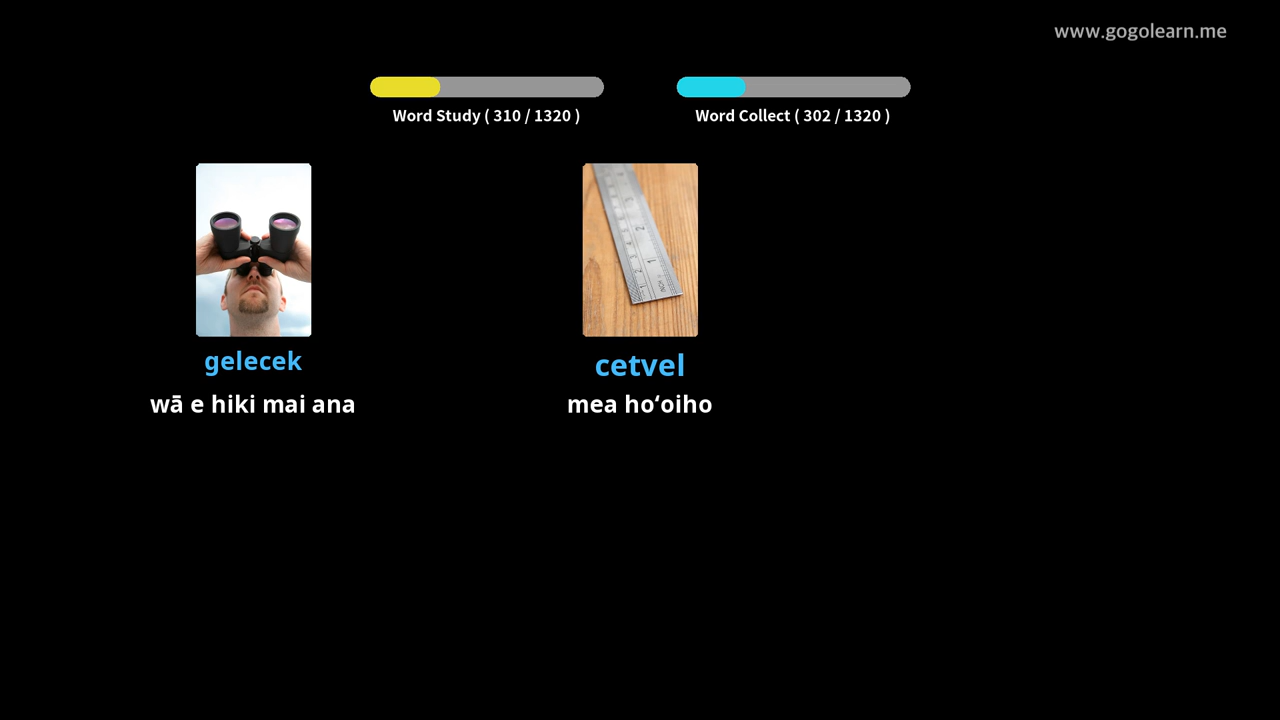 www.gogolearn.me
Word Study ( 310 / 1320 )
Word Collect ( 302 / 1320 )
gelecek
cetvel
wā e hiki mai ana
mea hoʻoiho